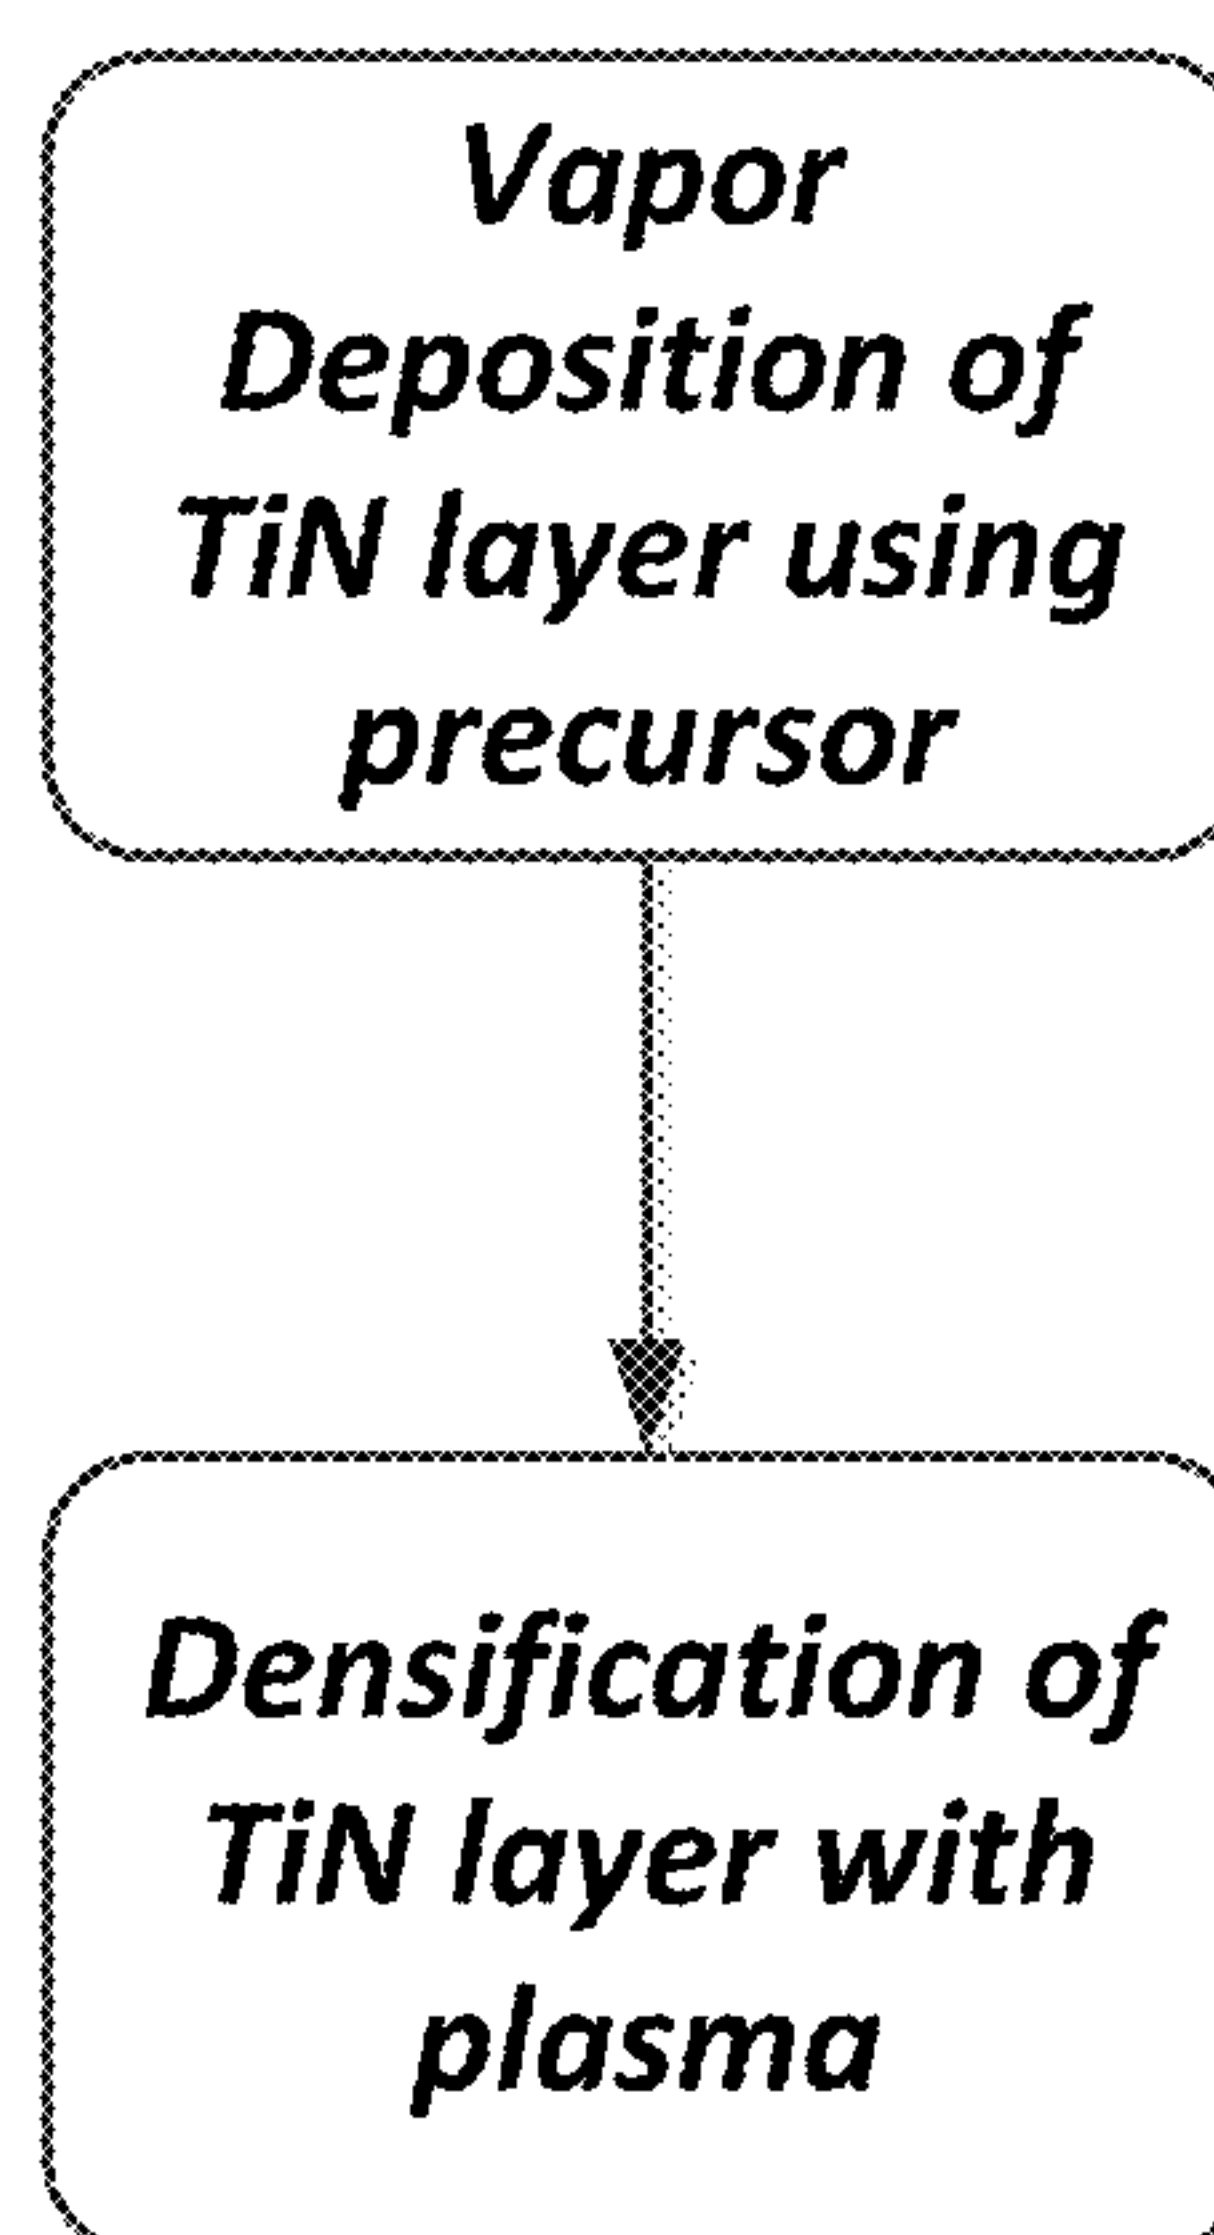 Vapor
Deposition of
TiN layer using
precursor
Densification of
TiN layer with
plasma